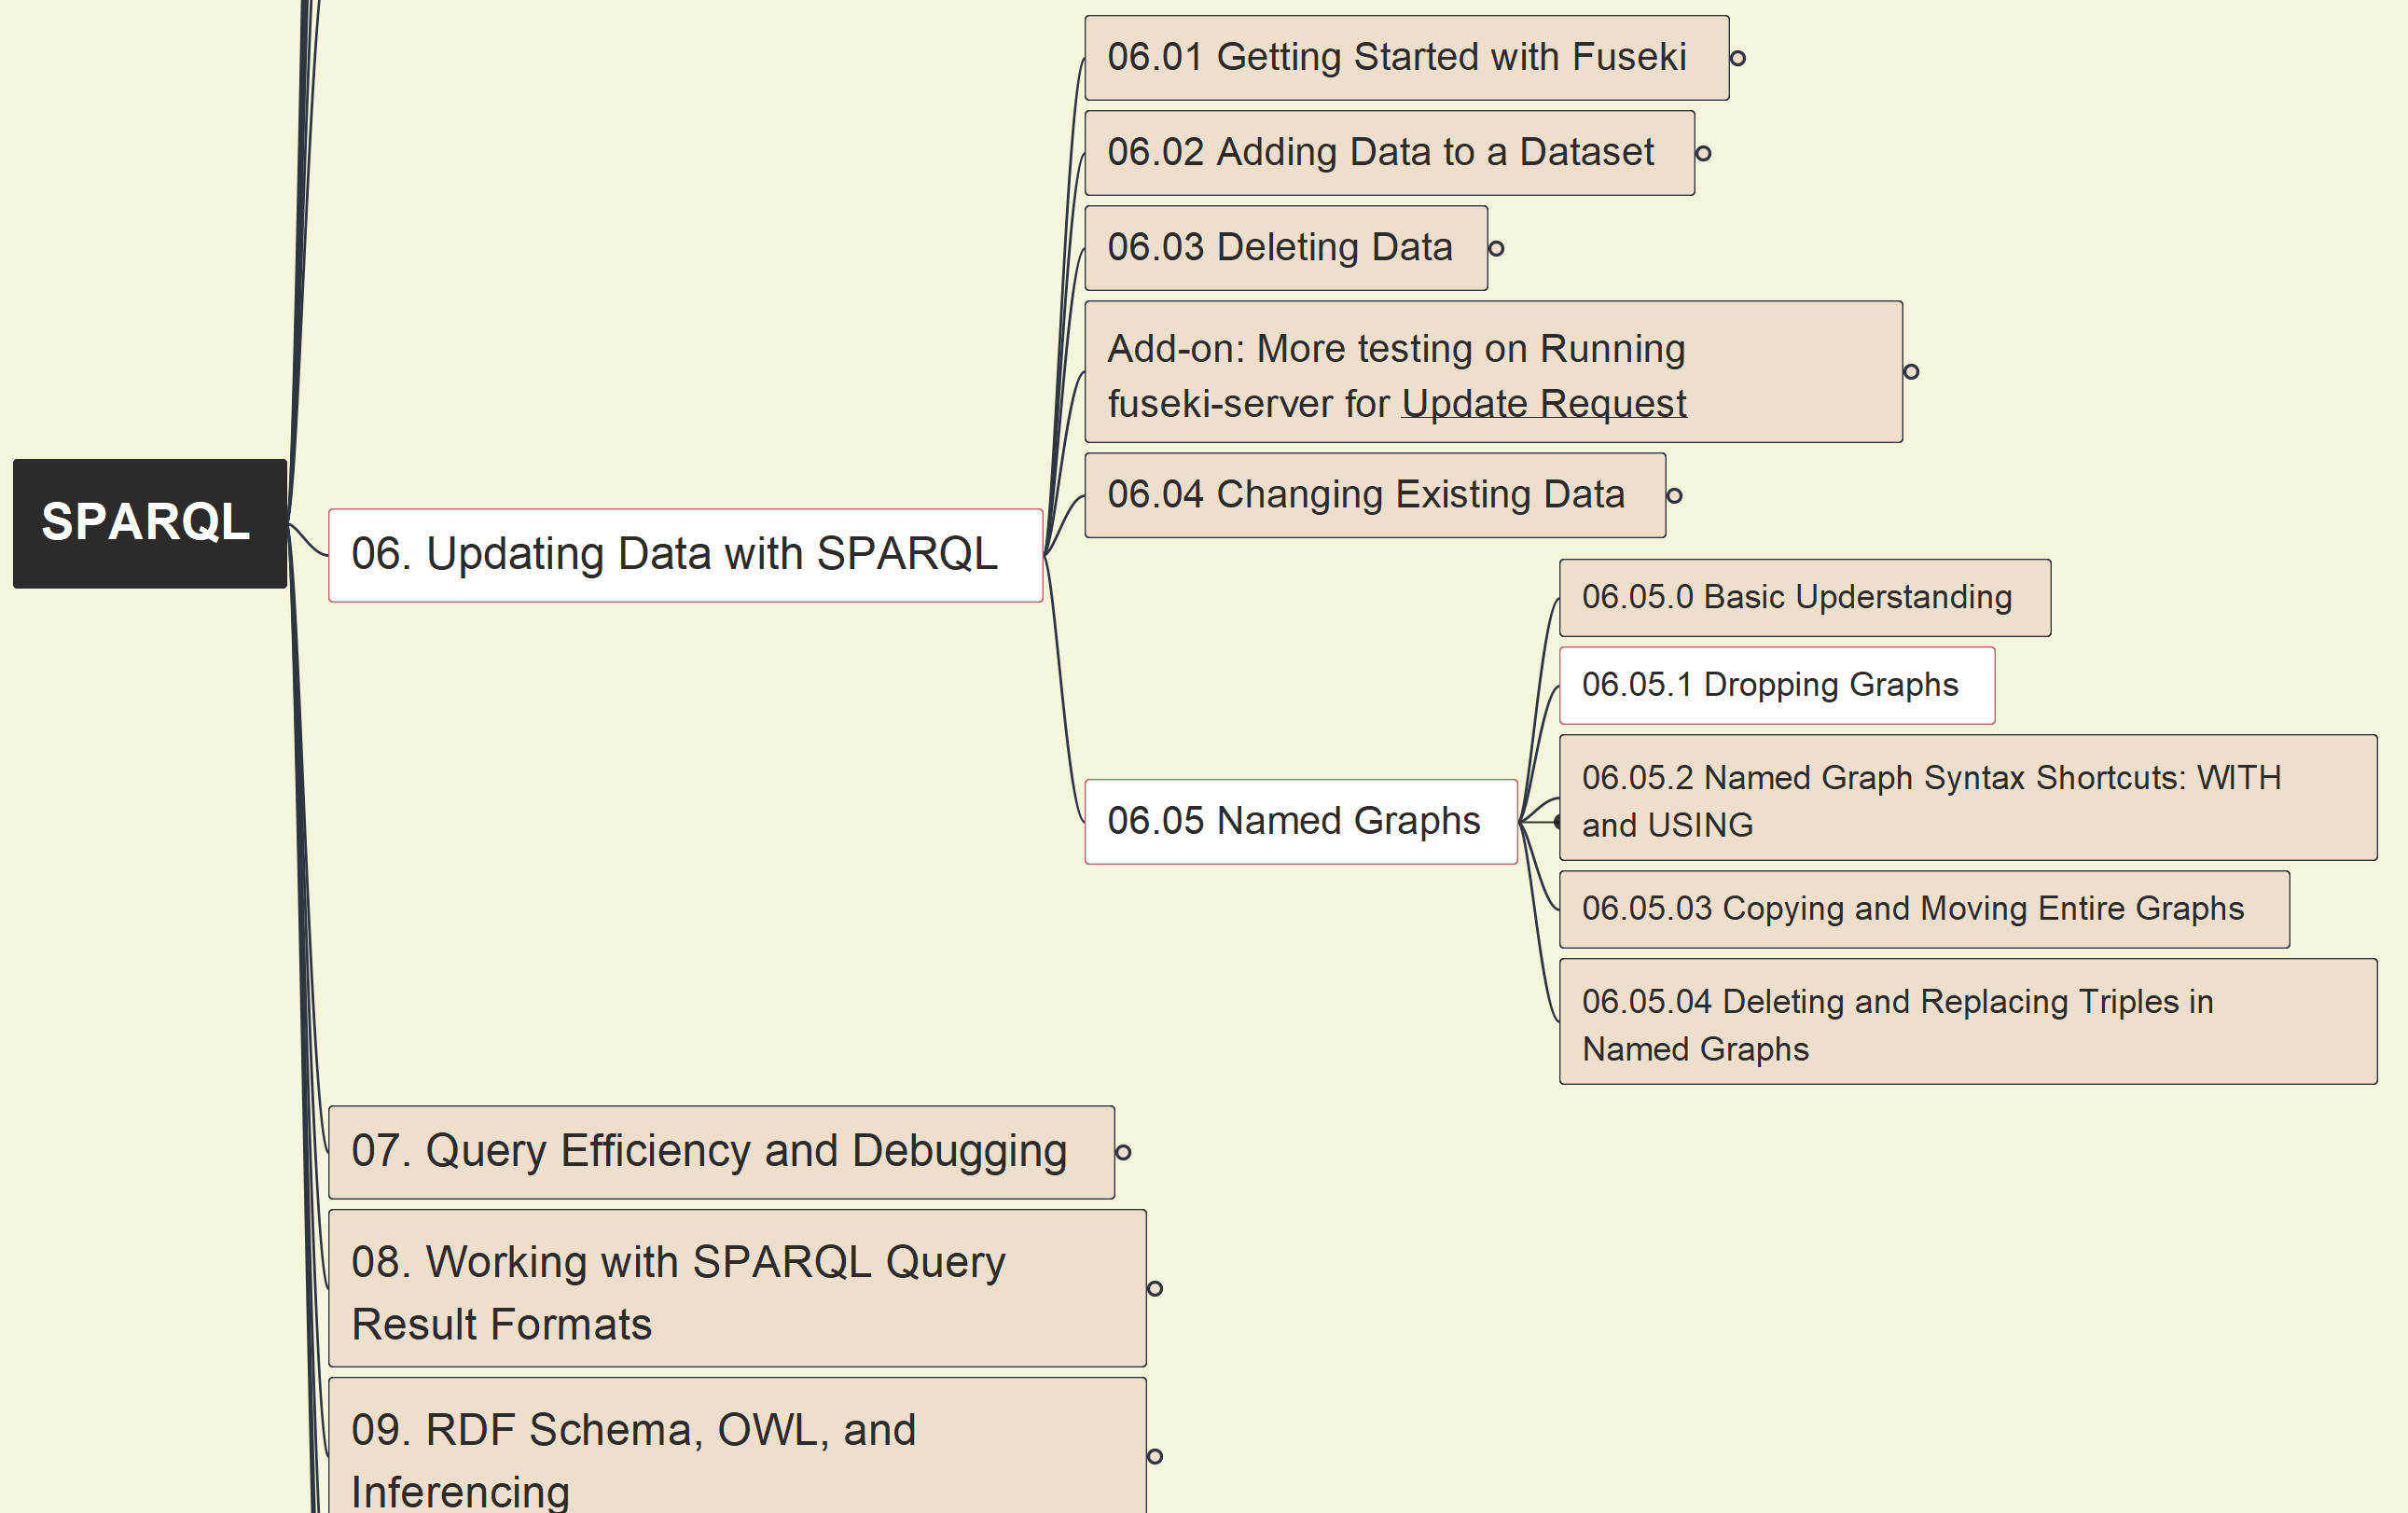 SPARQL
06. Updating Data with SPARQL
06.01 Getting Started with Fuseki
06.02 Adding Data to a Dataset
06.03 Deleting Data
Add-on: More testing on Running
fuseki-server for Update Request
06.04 Changing Existing Data
06.05 Named Graphs
06.05.0 Basic Upderstanding
06.05.1 Dropping Graphs
06.05.2 Named Graph Syntax Shortcuts: WITH
and USING
06.05.03 Copying and Moving Entire Graphs
06.05.04 Deleting and Replacing Triples in
Named Graphs
07. Query Efficiency and Debugging
08. Working with SPARQL Query
Result Formats
09. RDF Schema, OWL, and
Inferencing